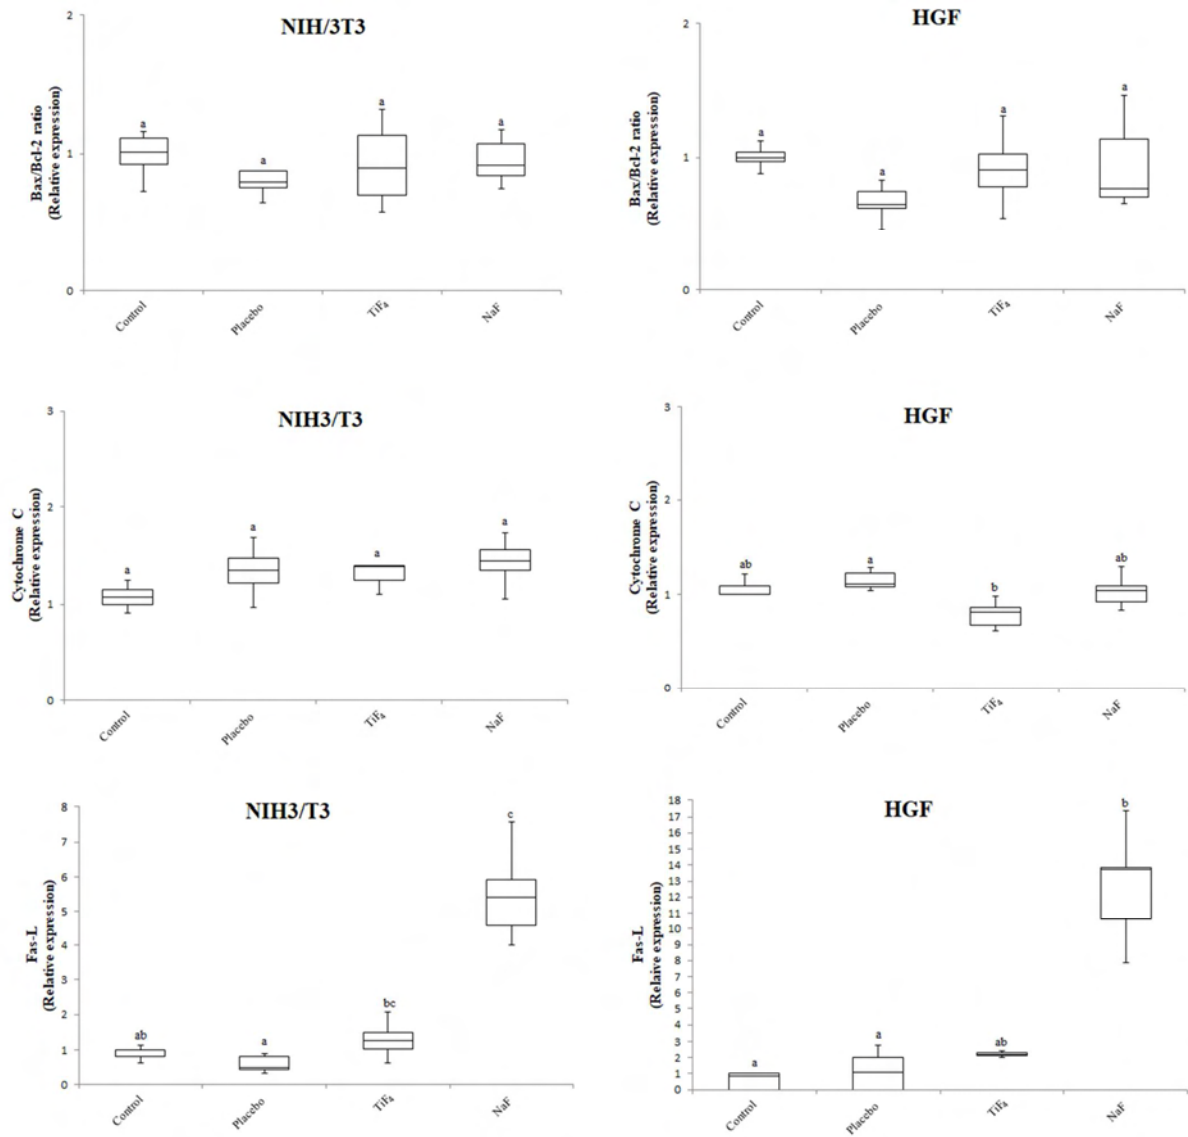 NIH/3T3
2
1
0
Bax/Bcl-2 ratio
(Relative expression)
a
a
a
a
Control
Placebo
TiF₄
NaF
HGF
2
1
0
Bax/Bcl-2 ratio
(Relative expression)
a
a
a
a
Control
Placebo
TiF₄
NaF
NIH3/T3
3
2
1
0
Cytochrome C
(Relative expression)
a
a
a
a
Control
Placebo
TiF₄
NaF
HGF
3
2
1
0
Cytochrome C
(Relative expression)
ab
a
b
ab
Control
Placebo
TiF₄
NaF
NIH3/T3
8
7
6
5
4
3
2
1
0
Fas-L
(Relative expression)
ab
a
bc
c
Control
Placebo
TiF₄
NaF
HGF
18
17
16
15
14
13
12
11
10
9
8
7
6
5
4
3
2
1
0
Fas-L
(Relaive expression)
a
a
ab
b
Control
Placebo
TiF₄
NaF